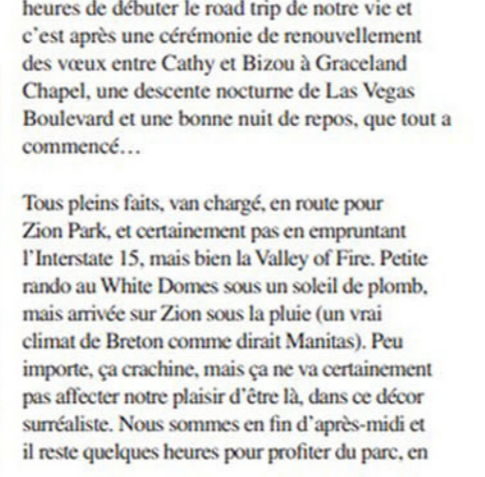 heures de débuter le road trip de notre vie et
c'est après une cérémonie de renouvellement
des vœux entre Cathy et Bizou à Graceland
Chapel, une descente nocturne de Las Vegas
Boulevard et une bonne nuit de repos, que tout a
commencé…
Tous pleins faits, van chargé, en route pour
Zion Park, et certainement pas en empruntant
l'Interstate 15, mais bien la Valley of Fire. Petite
rando au White Domes sous un soleil de plomb,
mais arrivée sur Zion sous la pluie (un vrai
climat de Breton comme dirait Manitas). Peu
importe, ça crachine, mais ça ne va certainement
pas affecter notre plaisir d'être là, dans ce décor
surréaliste. Nous sommes en fin d'après-midi et
il reste quelques heures pour profiter du parc, en